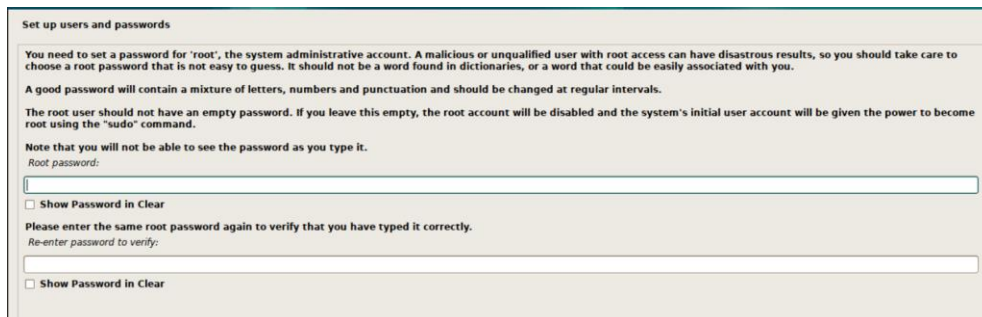 Set up users and passwords
You need to set a password for 'root', the system administrative account. A malicious or unqualified user with root access can have disastrous results, so you should take care to
choose a root password that is not easy to guess. It should not be a word found in dictionaries, or a word that could be easily associated with you.
A good password will contain a mixture of letters, numbers and punctuation and should be changed at regular intervals.
The root user should not have an empty password. If you leave this empty, the root account will be disabled and the system's initial user account will be given the power to become
root using the "sudo" command.
Note that you will not be able to see the password as you type it.
Root password:
Show Password in Clear
Please enter the same root password again to verify that you have typed it correctly.
Re-enter password to verify:
Show Password in Clear